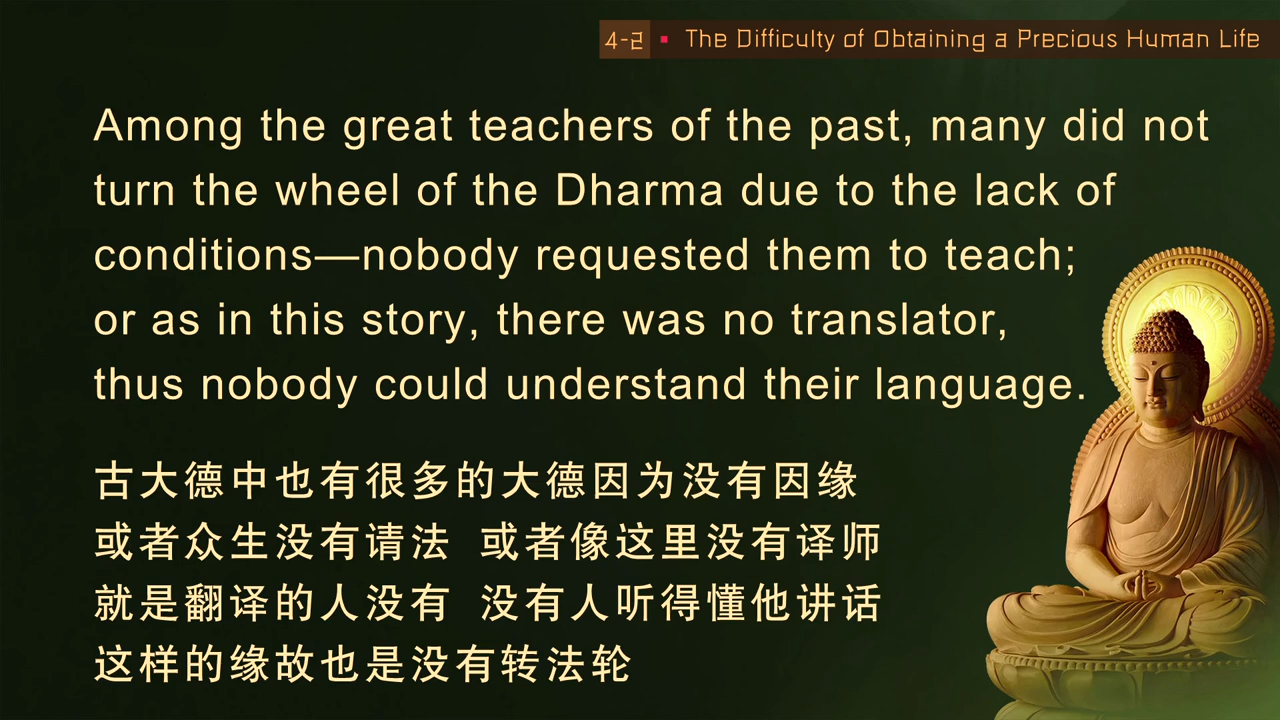 4-2 ▪ The Difficulty of Obtaining a Precious Human Life
Among the great teachers of the past, many did not
turn the wheel of the Dharma due to the lack of
conditions—nobody requested them to teach;
or as in this story, there was no translator,
thus nobody could understand their language.
古大德中也有很多的大德因为没有因缘
或者众生没有请法 或者像这里没有译师
就是翻译的人没有 没有人听得懂他讲话
这样的缘故也是没有转法轮